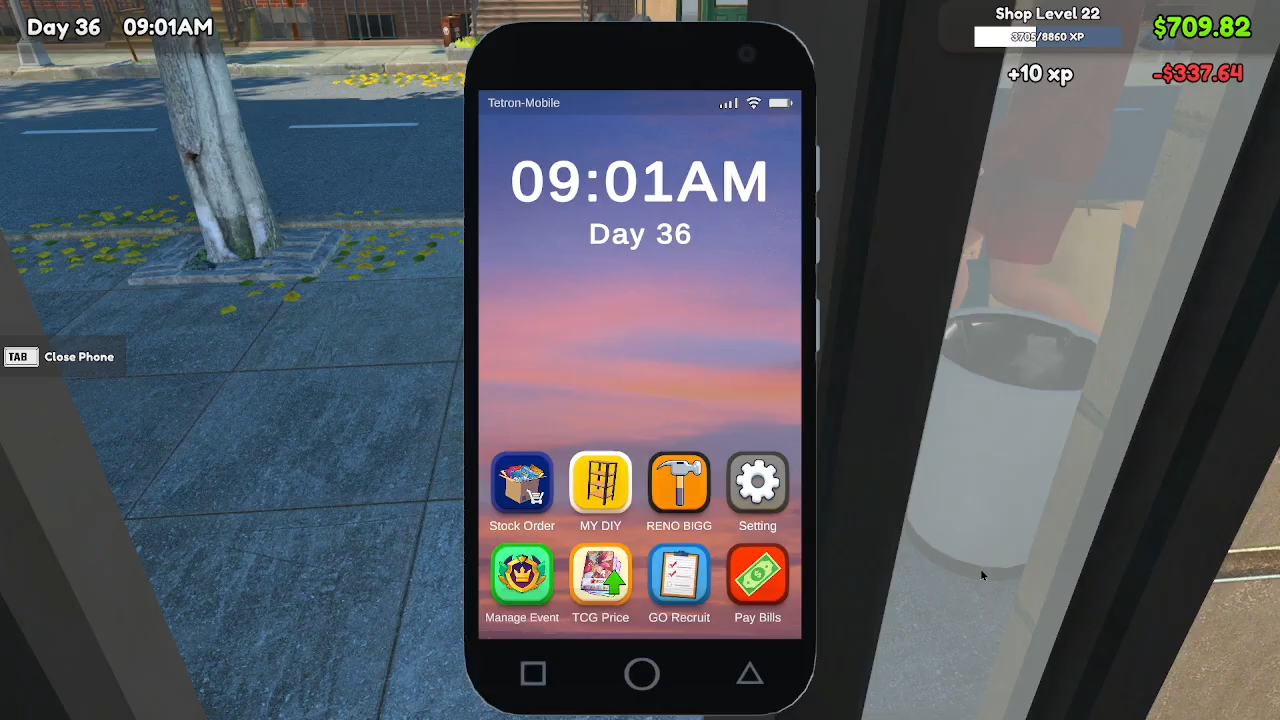 Day 36 09:01AM
Shop Level 22
3705/8860 XP
$709.82
+10 xp
-$337.64
Tetron-Mobile
09:01AM
Day 36
TAB Close Phone
Stock Order MY DIY RENO BIGG Setting
Manage Event TCG Price GO Recruit Pay Bills